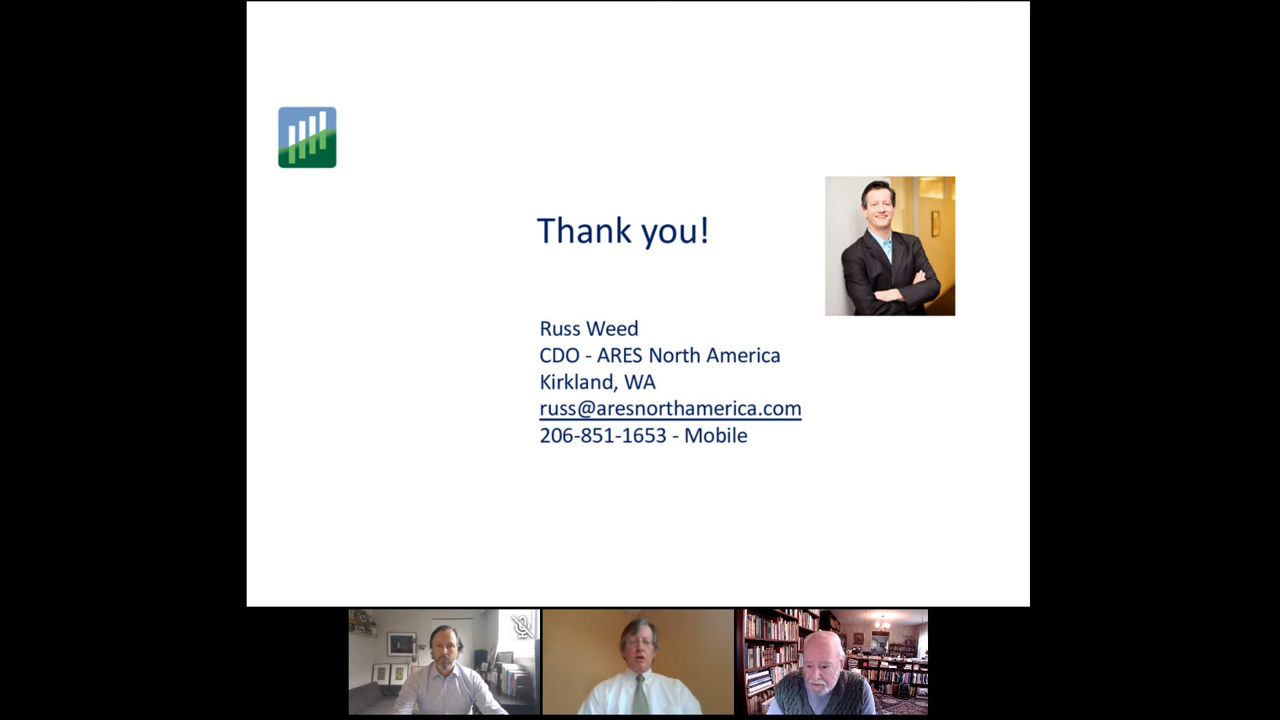 Thank you!
Russ Weed
CDO - ARES North America
Kirkland, WA
russ@aresnorthamerica.com
206-851-1653 - Mobile